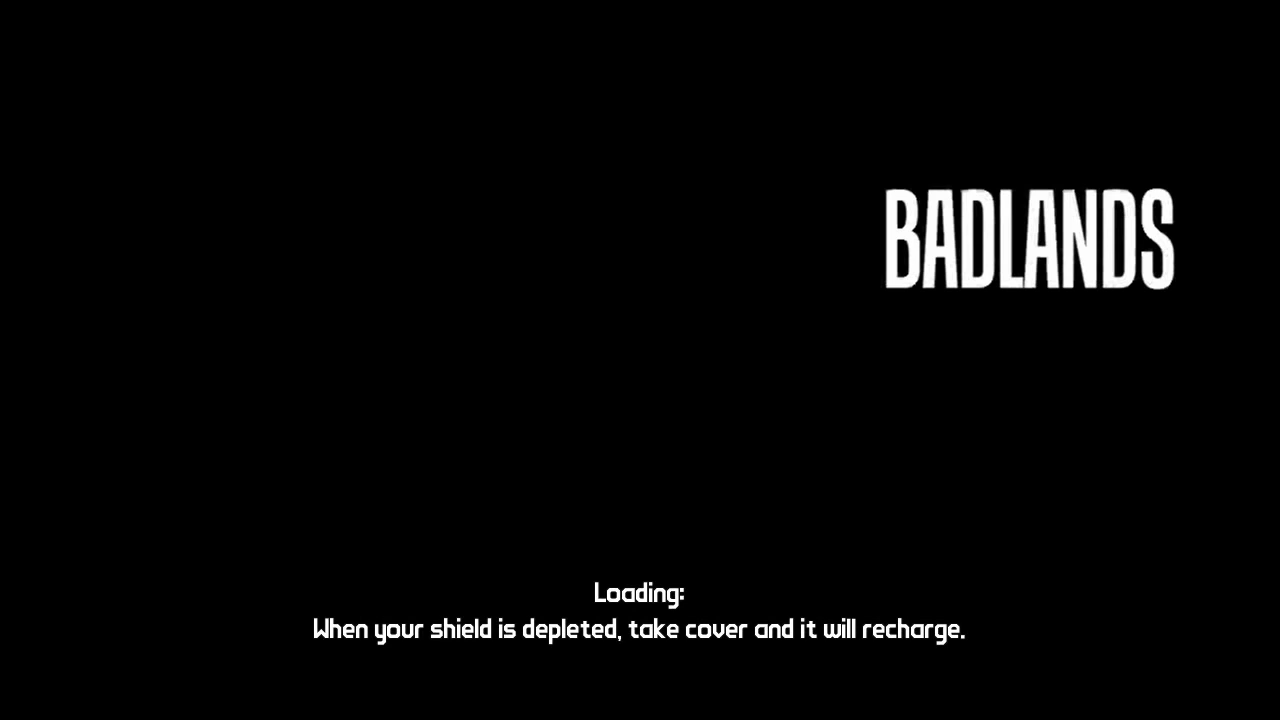 BADLANDS
Loading:
When your shield is depleted, take cover and it will recharge.